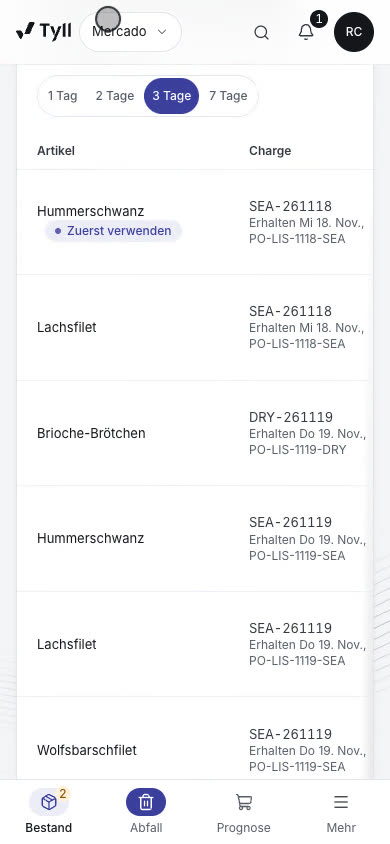 Tyll
Mercado
1
RC
1 Tag
2 Tage
3 Tage
7 Tage
Artikel
Charge
Hummerschwanz
Zuerst verwenden
SEA-261118
Erhalten Mi 18. Nov.,
PO-LIS-1118-SEA
Lachsfilet
SEA-261118
Erhalten Mi 18. Nov.,
PO-LIS-1118-SEA
Brioche-Brötchen
DRY-261119
Erhalten Do 19. Nov.,
PO-LIS-1119-DRY
Hummerschwanz
SEA-261119
Erhalten Do 19. Nov.,
PO-LIS-1119-SEA
Lachsfilet
SEA-261119
Erhalten Do 19. Nov.,
PO-LIS-1119-SEA
Wolfsbarschfilet
SEA-261119
Erhalten Do 19. Nov.,
PO-LIS-1119-SEA
2
Bestand
Abfall
Prognose
Mehr